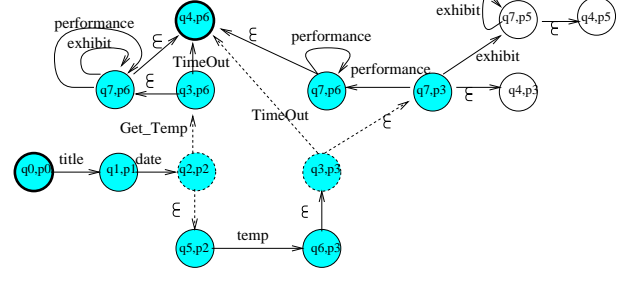 exhibit
q4,p6
q7,p5
ε
q4,p5
performance
exhibit
ε
ε
performance
exhibit
TimeOut
ε
performance
q7,p6
q3,p6
q7,p6
q7,p3
ε
q4,p3
TimeOut
Get_Temp
ε
title
date
q0,p0
q1,p1
q2,p2
q3,p3
ε
ε
temp
q5,p2
q6,p3